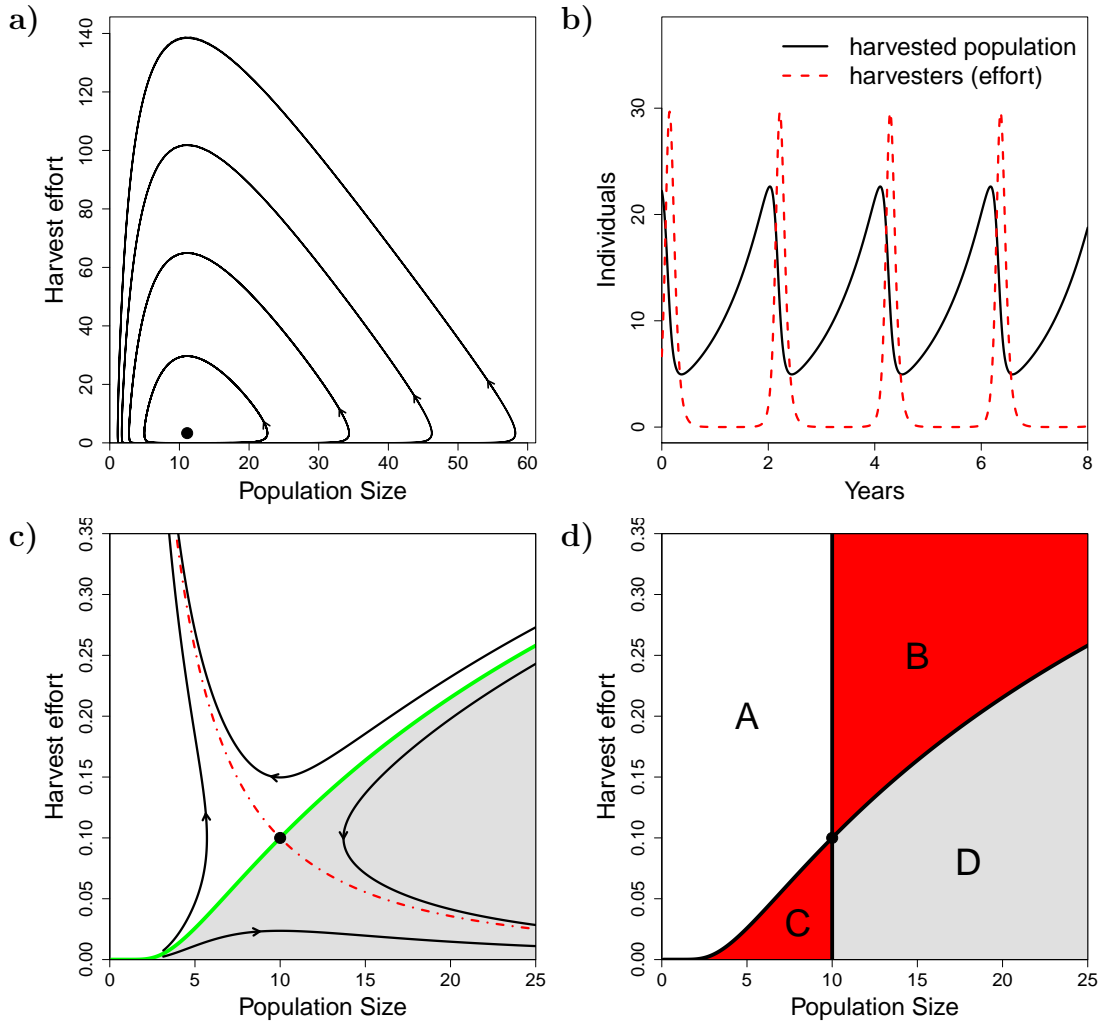 a)
Harvest effort
0 20 40 60 80 100 120 140
0 10 20 30 40 50 60
Population Size
b)
harvested population
harvesters (effort)
Individuals
0 10 20 30
0 2 4 6 8
Years
c)
Harvest effort
0.00 0.05 0.10 0.15 0.20 0.25 0.30 0.35
0 5 10 15 20 25
Population Size
d)
Harvest effort
0.00 0.05 0.10 0.15 0.20 0.25 0.30 0.35
A
B
C
D
0 5 10 15 20 25
Population Size